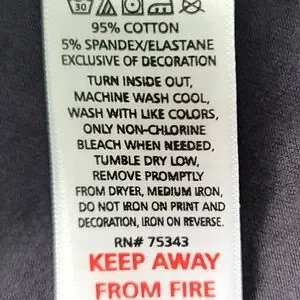 30
95% COTTON
5% SPANDEX/ELASTANE
EXCLUSIVE OF DECORATION
TURN INSIDE OUT,
MACHINE WASH COOL,
WASH WITH LIKE COLORS,
ONLY NON-CHLORINE
BLEACH WHEN NEEDED,
TUMBLE DRY LOW,
REMOVE PROMPTLY
FROM DRYER, MEDIUM IRON,
DO NOT IRON ON PRINT AND
DECORATION, IRON ON REVERSE.
RN# 75343
KEEP AWAY
FROM FIRE